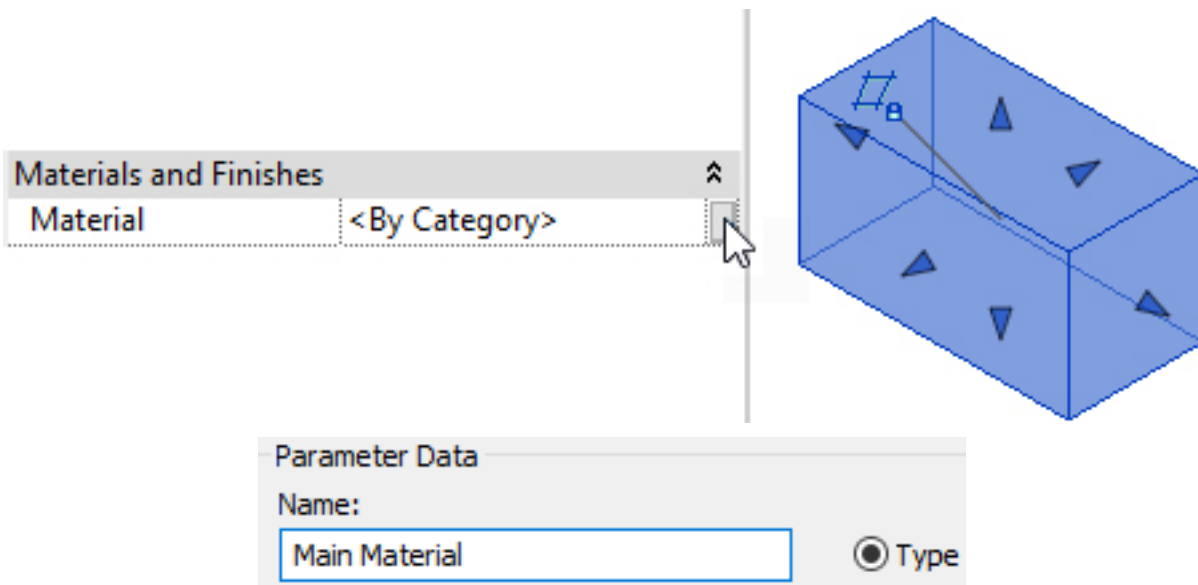 Materials and Finishes
Material <By Category>
Parameter Data
Name:
Main Material Type